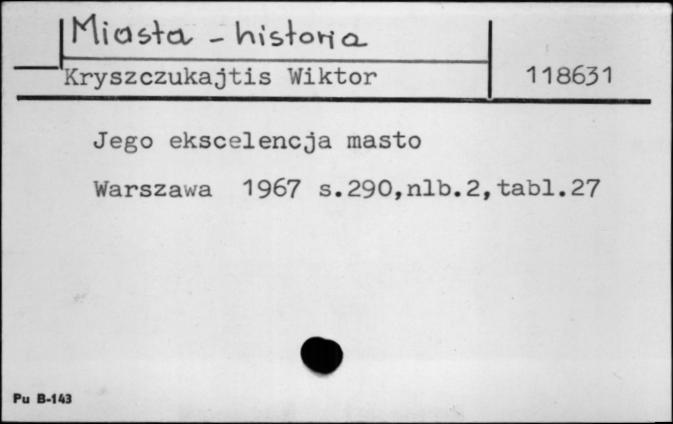 Miasta - historia
Kryszczukajtis Wiktor 118631
Jego ekscelencja masto
Warszawa 1967 s.290,nlb.2,tabl.27
Pu B-143